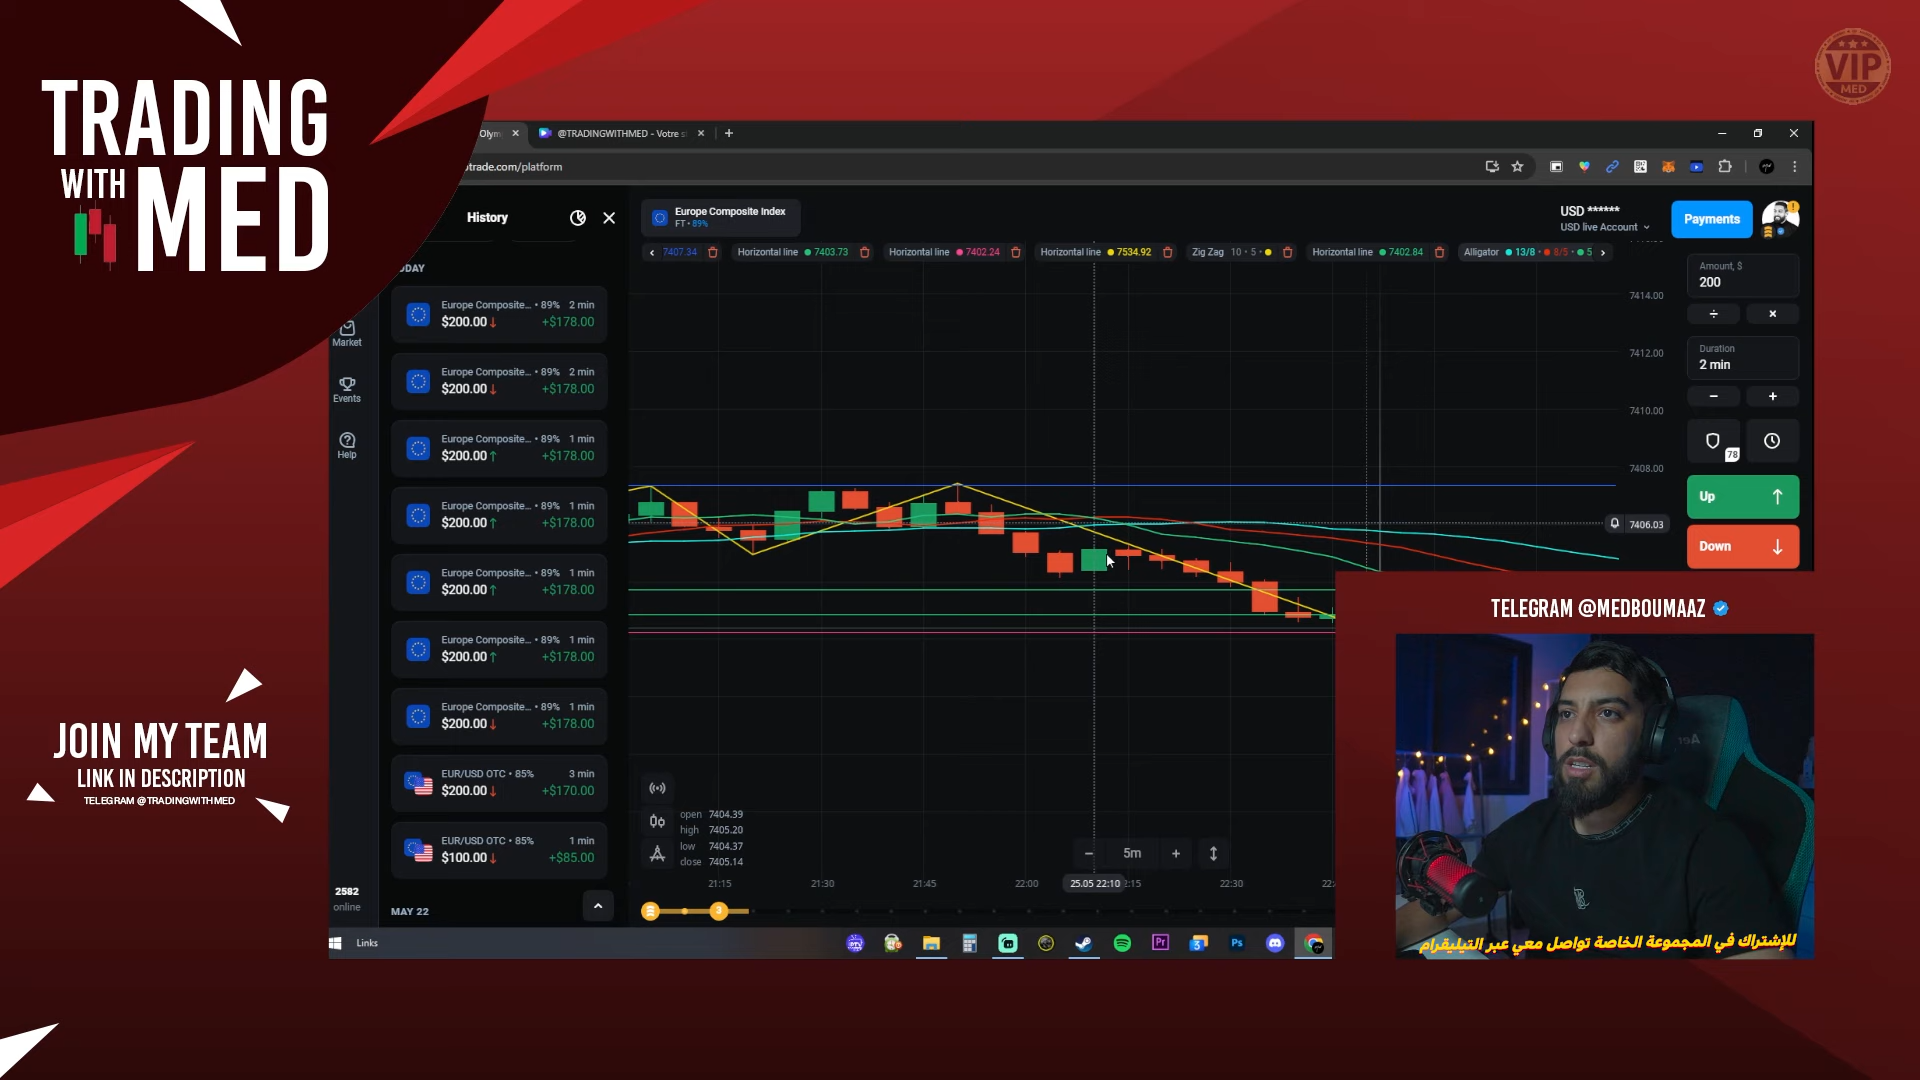 TRADING
WITH MED
VIP
MED
@TRADINGWITHMED - Votre
trade.com/platform
History
Europe Composite Index
FT • 89%
USD ******
USD live Account
Payments
7407.34
Horizontal line 7403.73
Horizontal line 7402.24
Horizontal line 7534.92
Zig Zag 10 • 5 •
Horizontal line 7402.84
Alligator 13/8 • 8/5 • 5
Market
Events
Help
2582
online
Europe Composite... • 89% 2 min
$200.00 ↓ +$178.00
Europe Composite... • 89% 2 min
$200.00 ↓ +$178.00
Europe Composite... • 89% 1 min
$200.00 ↑ +$178.00
Europe Composite... • 89% 1 min
$200.00 ↑ +$178.00
Europe Composite... • 89% 1 min
$200.00 ↑ +$178.00
Europe Composite... • 89% 1 min
$200.00 ↑ +$178.00
Europe Composite... • 89% 1 min
$200.00 ↓ +$178.00
EUR/USD OTC • 85% 3 min
$200.00 ↓ +$170.00
EUR/USD OTC • 85% 1 min
$100.00 ↓ +$85.00
MAY 22
7414.00
7412.00
7410.00
7408.00
7406.03
open 7404.39
high 7405.20
low 7404.37
close 7405.14
5m
21:15 21:30 21:45 22:00 25.05 22:10 22:30
3
Amount, $
200
÷ ×
Duration
2 min
− +
78
Up ↑
Down ↓
TELEGRAM @MEDBOUMAAZ
للإشتراك في المجموعة الخاصة تواصل معي عبر التيليقرام
JOIN MY TEAM
LINK IN DESCRIPTION
TELEGRAM @TRADINGWITHMED
Links